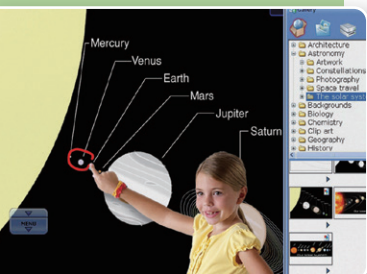 Mercury
Venus
Earth
Mars
Jupiter
Saturn
MENU
Architecture
Astronomy
Artwork
Constellations
Photography
Space travel
The solar syste
Backgrounds
Biology
Chemistry
Clip art
Geography
History